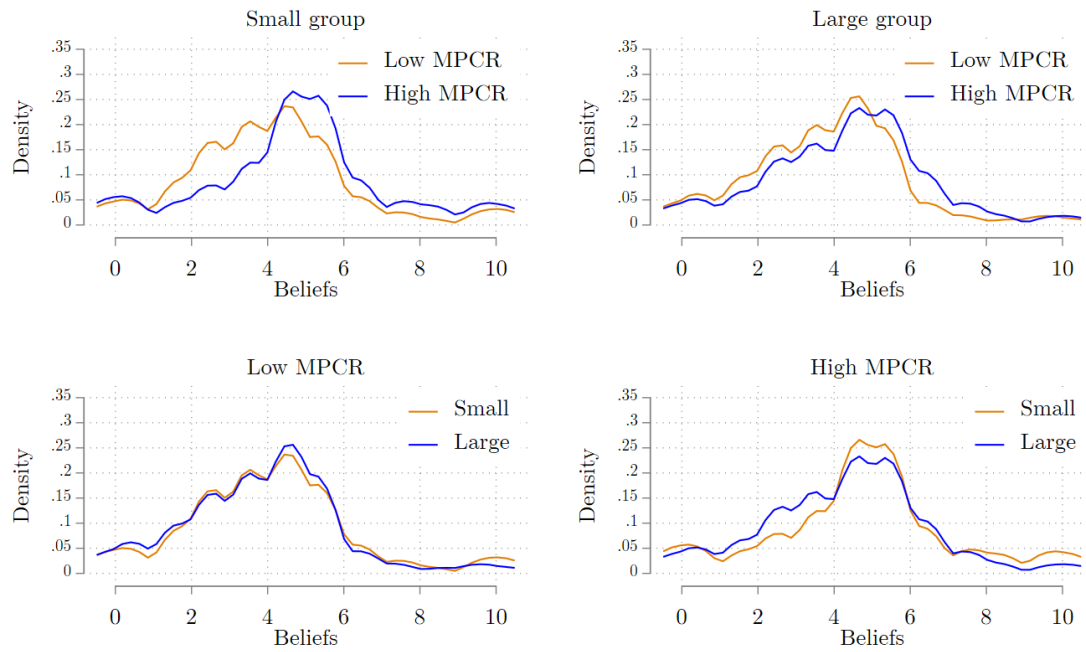 Small group
.35
.3
.25
.2
.15
.1
.05
0
Density
Low MPCR
High MPCR
0 2 4 6 8 10
Beliefs
Large group
.35
.3
.25
.2
.15
.1
.05
0
Density
Low MPCR
High MPCR
0 2 4 6 8 10
Beliefs
Low MPCR
.35
.3
.25
.2
.15
.1
.05
0
Density
Small
Large
0 2 4 6 8 10
Beliefs
High MPCR
.35
.3
.25
.2
.15
.1
.05
0
Density
Small
Large
0 2 4 6 8 10
Beliefs